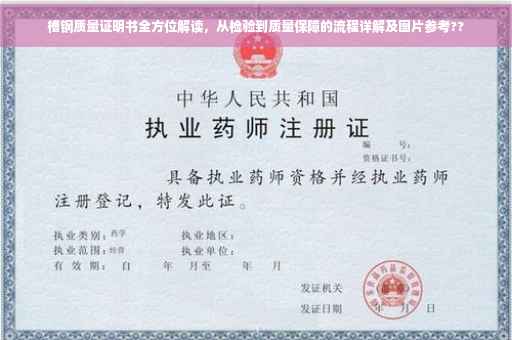 槽钢质量证明书全方位解读，从检验到质量保障的流程详解及图片参考??
中华人民共和国
执业药师注册证
编 号：
资格证书号：
具备执业药师资格并经执业药师
注册登记，特发此证。
执业类别：药学 执业地区：
执业范围：经营 执业单位：
有效期：自 年 月至 年 月
发证机关
发证日期 年 月 日